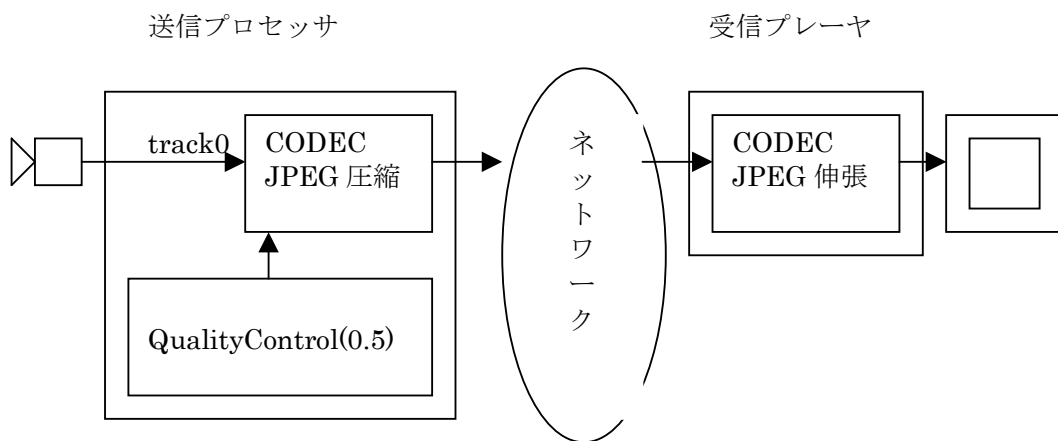 送信プロセッサ
受信プレーヤ
track0
CODEC
JPEG 圧縮
QualityControl(0.5)
ネットワーク
CODEC
JPEG 伸張